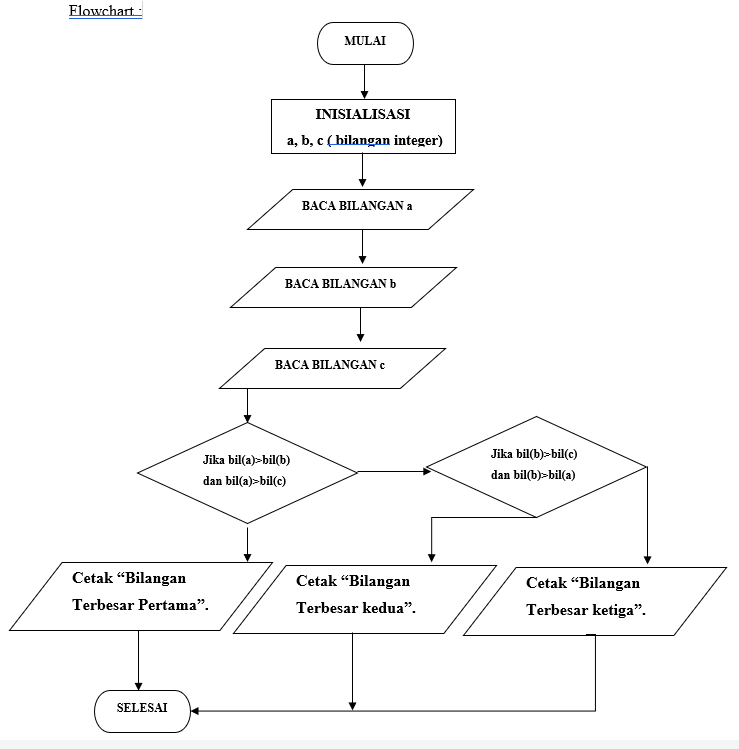 Flowchart :
MULAI
INISIALISASI
a, b, c ( bilangan integer)
BACA BILANGAN a
BACA BILANGAN b
BACA BILANGAN c
Jika bil(a)>bil(b)
dan bil(a)>bil(c)
Jika bil(b)>bil(c)
dan bil(b)>bil(a)
Cetak “Bilangan
Terbesar Pertama”.
Cetak “Bilangan
Terbesar kedua”.
Cetak “Bilangan
Terbesar ketiga”.
SELESAI